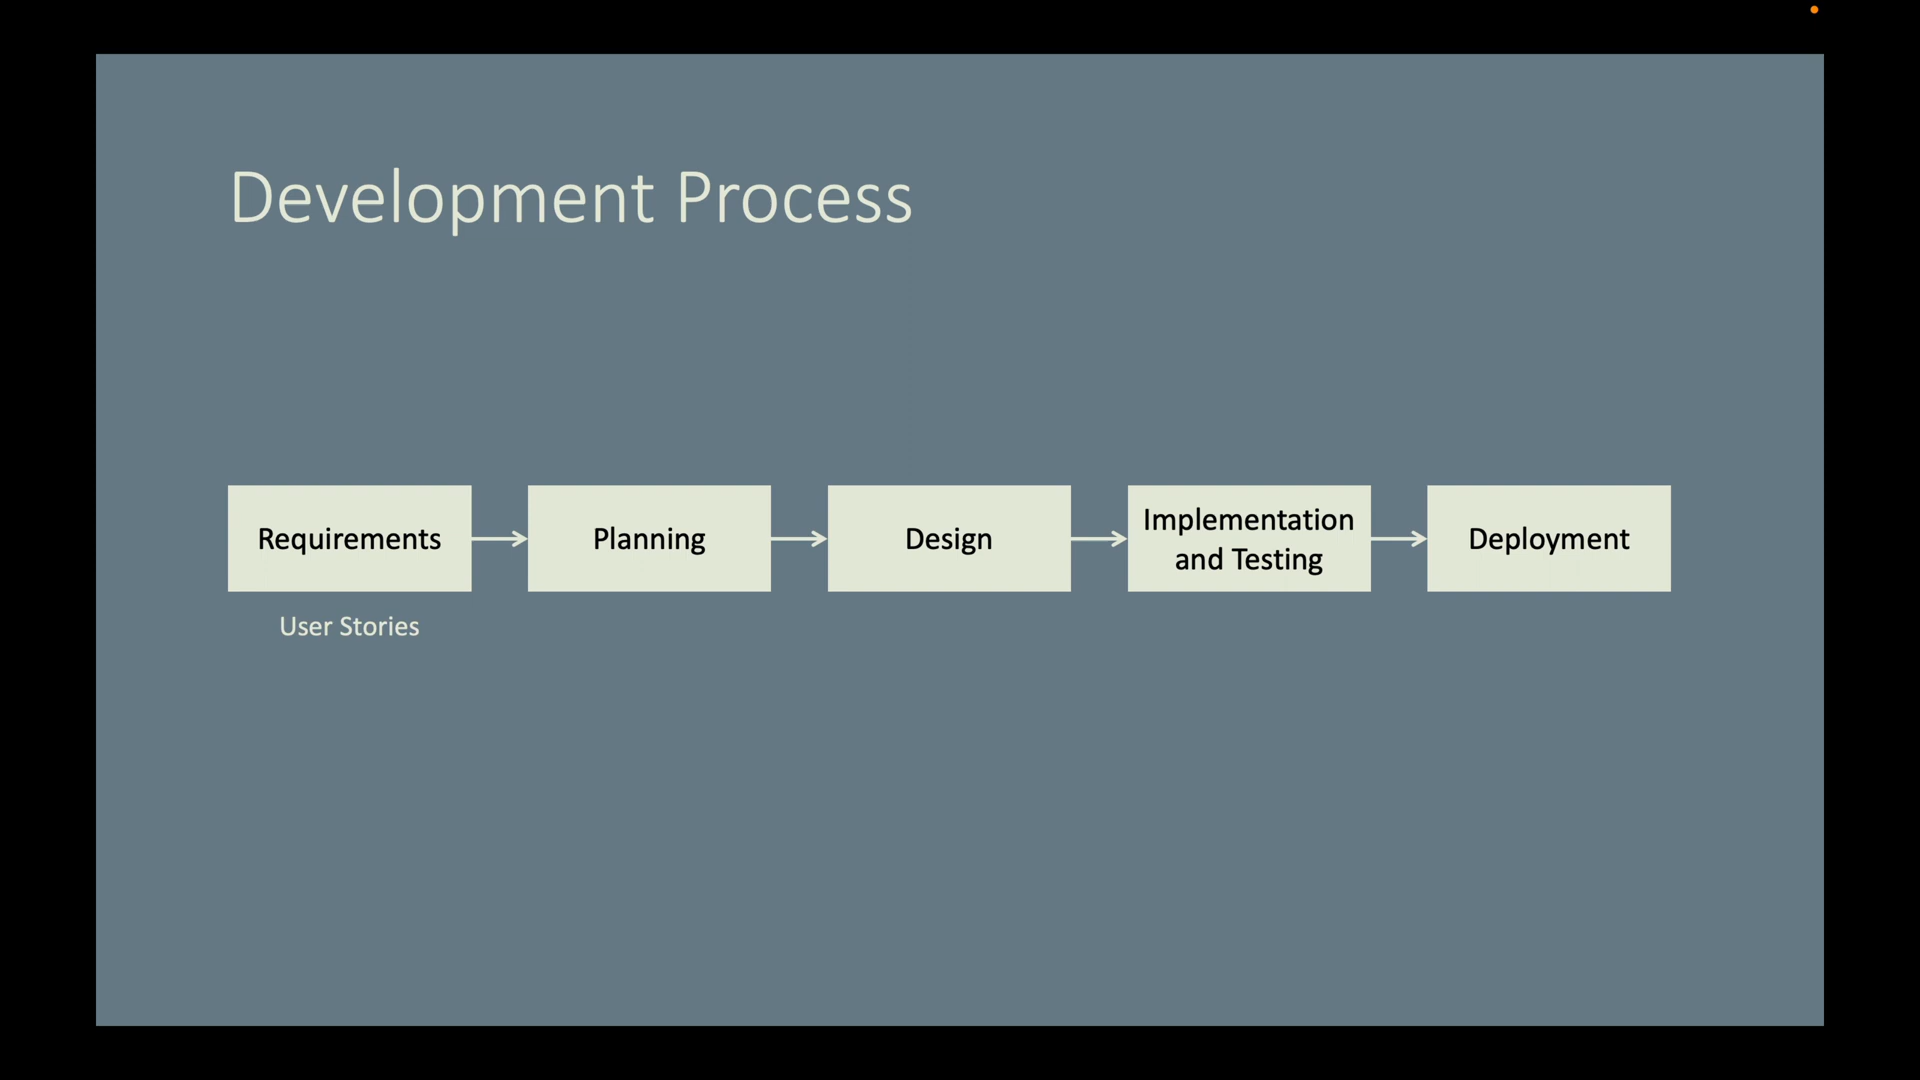 Development Process
Requirements
Planning
Design
Implementation
and Testing
Deployment
User Stories